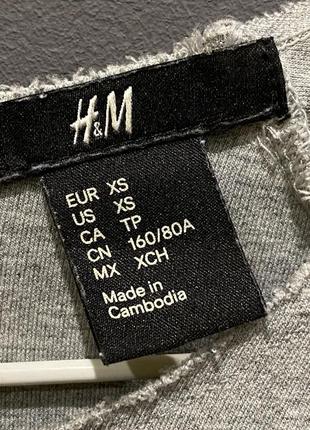 H&M
EUR XS
US XS
CA TP
CN 160/80A
MX XCH
Made in
Cambodia